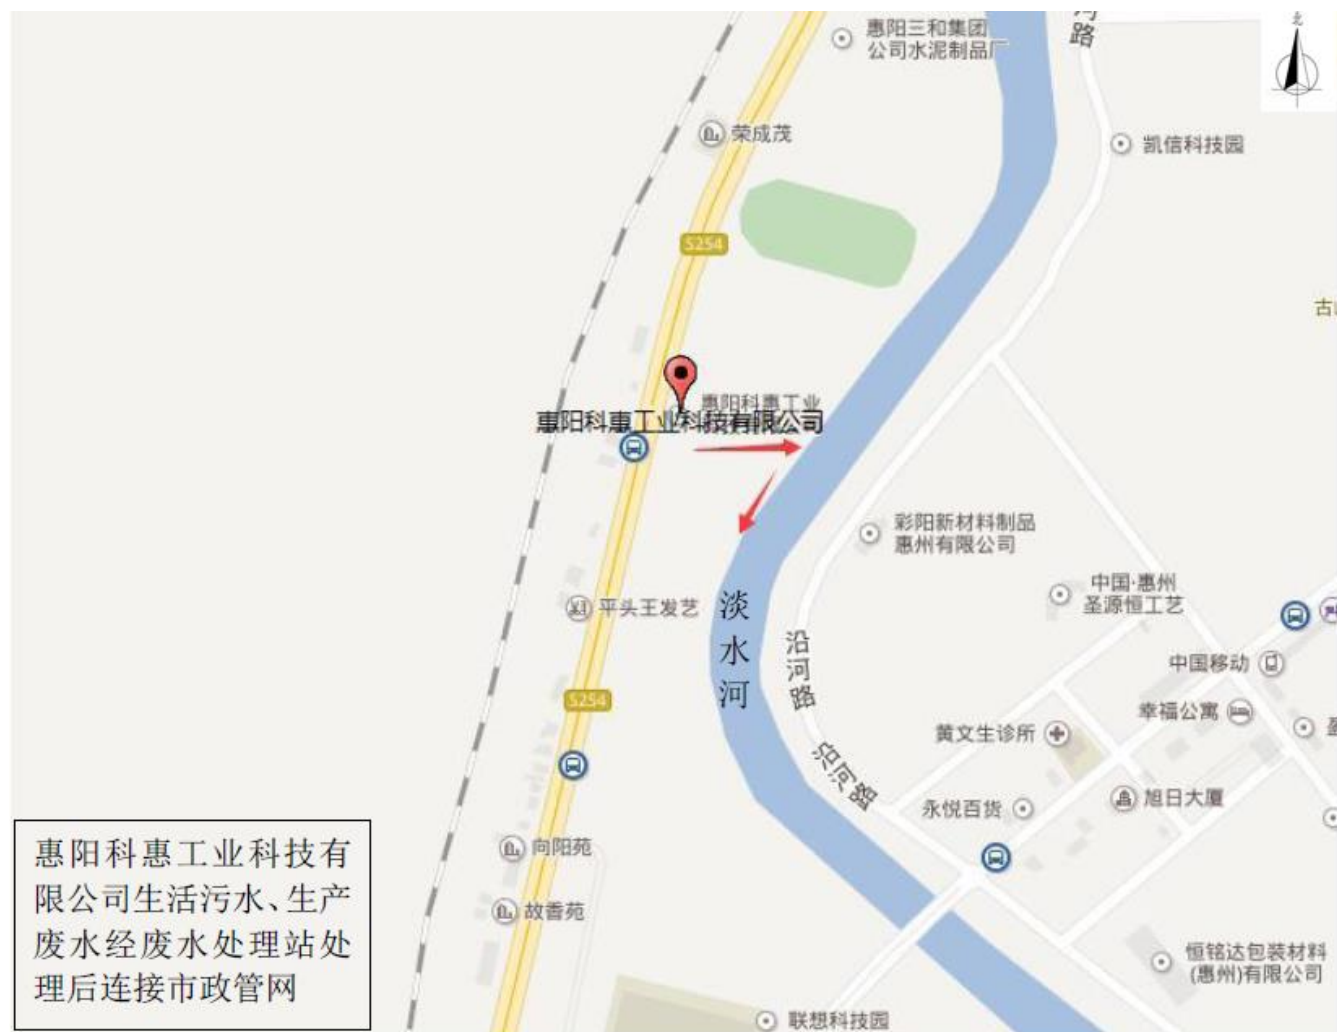 北
河路
惠阳三和集团
公司水泥制品厂
荣成茂
凯信科技园
S254
古
惠阳科惠工业
惠阳科惠工业科技有限公司
彩阳新材料制品
惠州有限公司
中国·惠州
圣源恒工艺
平头王发艺
淡水河
沿河路
中国移动
S254
幸福公寓
黄文生诊所
沿河路
旭日大厦
永悦百货
向阳苑
故香苑
惠阳科惠工业科技有
限公司生活污水、生产
废水经废水处理站处
理后连接市政管网
恒铭达包装材料
(惠州)有限公司
联想科技园